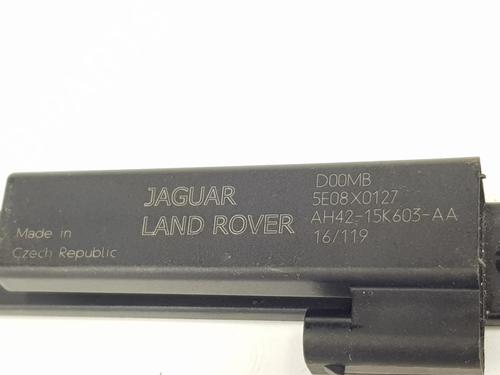 JAGUAR
LAND ROVER
Made in
Czech Republic
D00MB
5E08X0127
AH42-15K603-AA
16/119